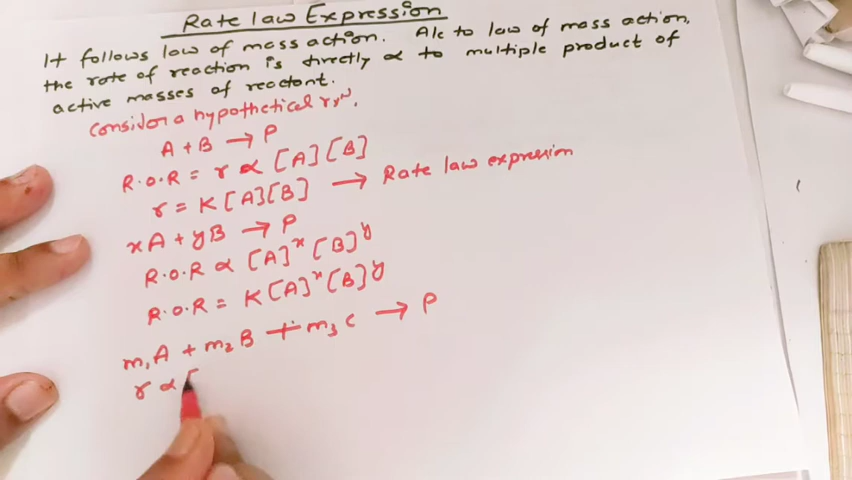 Rate law Expression
It follows law of mass action. Alc to law of mass action,
the rate of reaction is directly ∝ to multiple product of
active masses of reactant.
Consider a hypothetical rxn,
A + B → P
R.O.R = r ∝ [A][B]
r = K[A][B] → Rate law expression
xA + yB → P
R.O.R ∝ [A]^x [B]^y
R.O.R = K[A]^x [B]^y
m₁A + m₂B + m₃C → P
r ∝ [